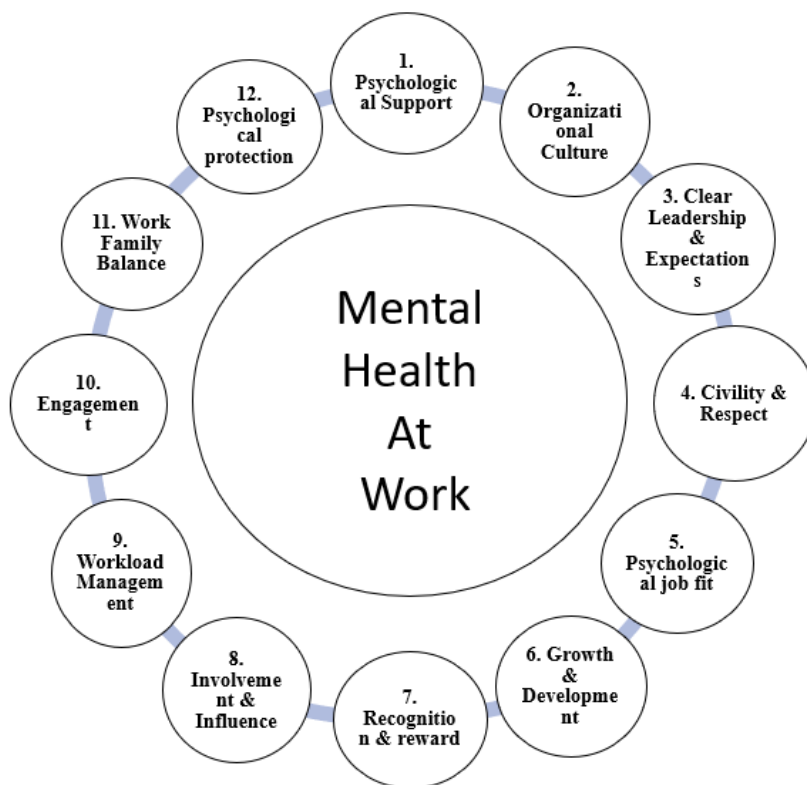 1.
Psychologic
al Support
2.
Organizati
onal
Culture
3. Clear
Leadership
&
Expectation
s
4. Civility &
Respect
5.
Psychologic
al job fit
6. Growth
&
Developme
nt
7.
Recognitio
n & reward
8.
Involveme
nt &
Influence
9.
Workload
Managem
ent
10.
Engagemen
t
11. Work
Family
Balance
12.
Psychologi
cal
protection
Mental
Health
At
Work